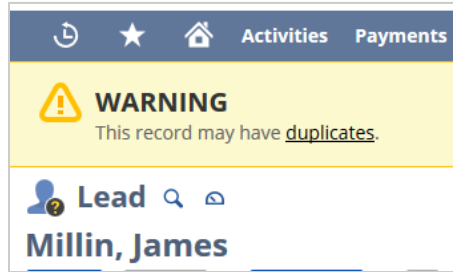 Activities Payments
WARNING
This record may have duplicates.
Lead
Millin, James